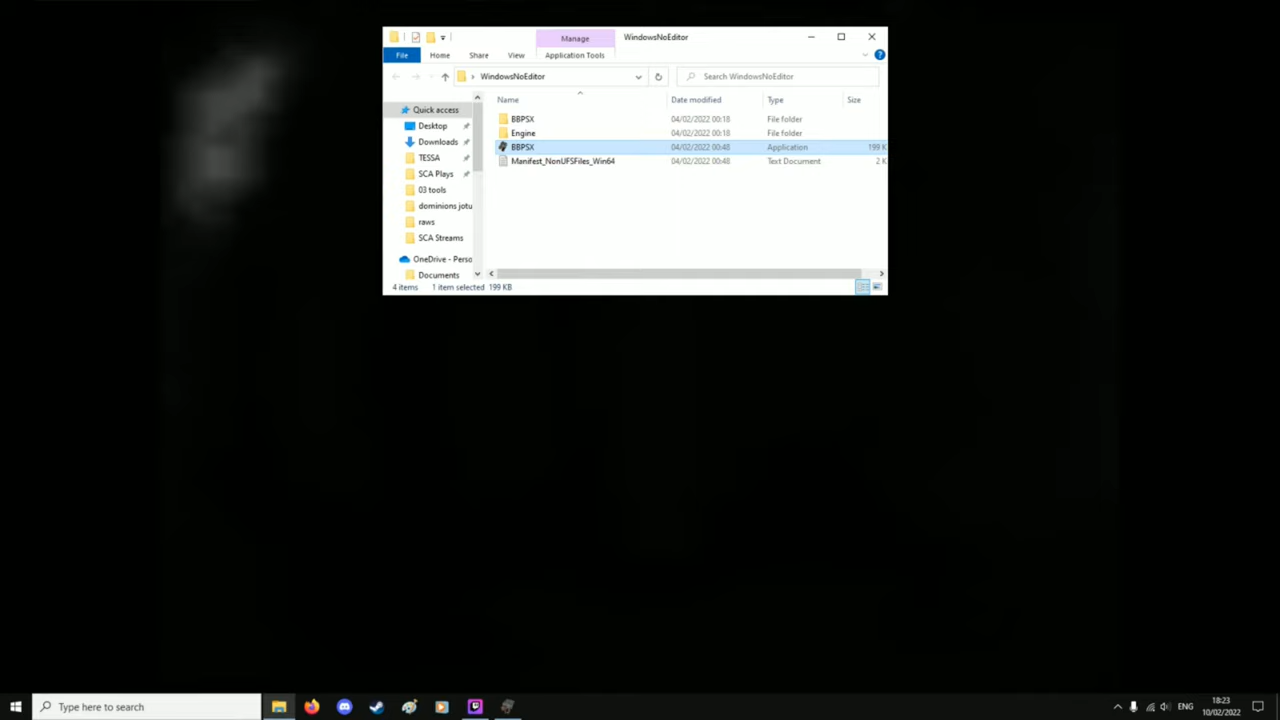 Manage
WindowsNoEditor
File
Home
Share
View
Application Tools
WindowsNoEditor
Search WindowsNoEditor
Name
Date modified
Type
Size
Quick access
Desktop
Downloads
TESSA
SCA Plays
03 tools
dominions jotu
raws
SCA Streams
OneDrive - Perso
Documents
BBPSX 04/02/2022 00:18 File folder
Engine 04/02/2022 00:18 File folder
BBPSX 04/02/2022 00:48 Application 199 K
Manifest_NonUFSFiles_Win64 04/02/2022 00:48 Text Document 2 K
4 items 1 item selected 199 KB
Type here to search
ENG
18:23
10/02/2022